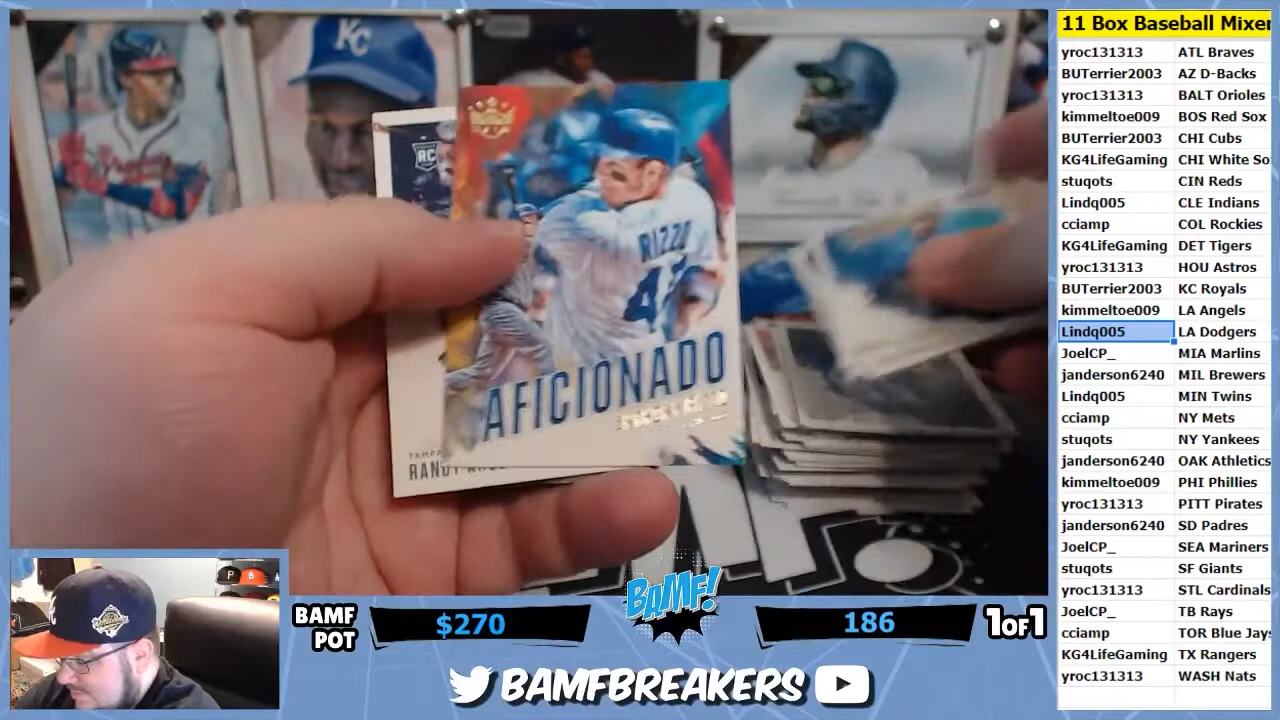 KC
Braves
RC
RIZZO
44
AFICIONADO
TAMPA
RANDY
11 Box Baseball Mixer
yroc131313 ATL Braves
BUTerrier2003 AZ D-Backs
yroc131313 BALT Orioles
kimmeltoe009 BOS Red Sox
BUTerrier2003 CHI Cubs
KG4LifeGaming CHI White So
stuqots CIN Reds
Lindq005 CLE Indians
cciamp COL Rockies
KG4LifeGaming DET Tigers
yroc131313 HOU Astros
BUTerrier2003 KC Royals
kimmeltoe009 LA Angels
Lindq005 LA Dodgers
JoelCP_ MIA Marlins
janderson6240 MIL Brewers
Lindq005 MIN Twins
cciamp NY Mets
stuqots NY Yankees
janderson6240 OAK Athletics
kimmeltoe009 PHI Phillies
yroc131313 PITT Pirates
janderson6240 SD Padres
JoelCP_ SEA Mariners
stuqots SF Giants
yroc131313 STL Cardinals
JoelCP_ TB Rays
cciamp TOR Blue Jays
KG4LifeGaming TX Rangers
yroc131313 WASH Nats
BAMF
POT
$270
BAMF!
186
1OF1
BAMFBREAKERS